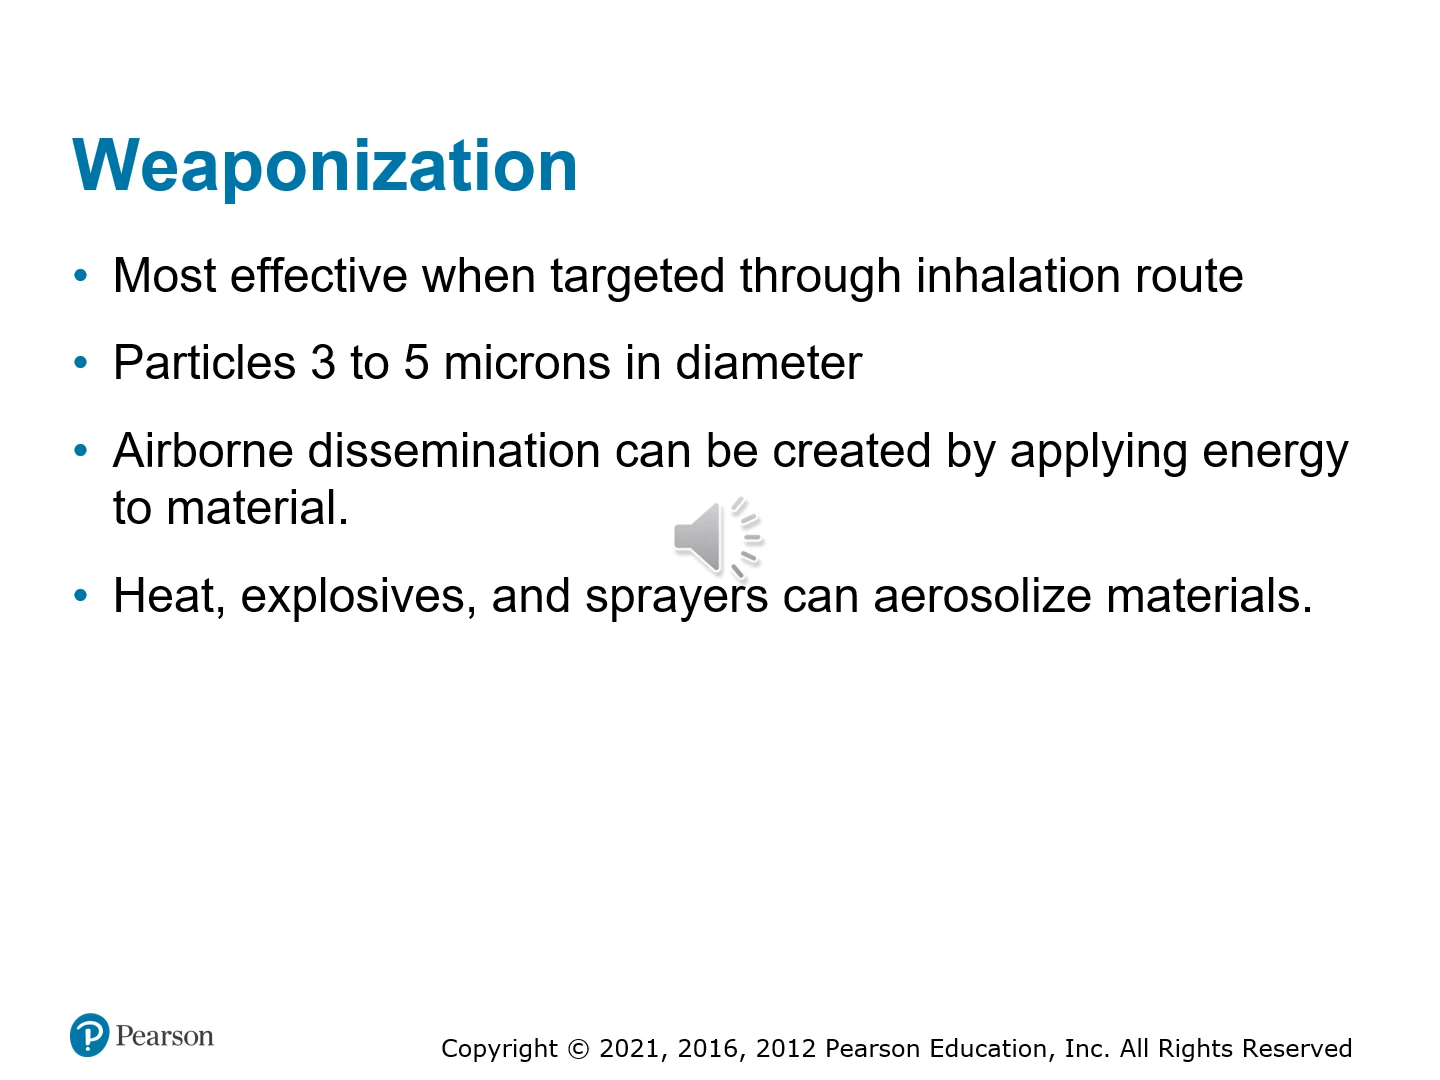 Weaponization
• Most effective when targeted through inhalation route
• Particles 3 to 5 microns in diameter
• Airborne dissemination can be created by applying energy
to material.
• Heat, explosives, and sprayers can aerosolize materials.
Pearson
Copyright © 2021, 2016, 2012 Pearson Education, Inc. All Rights Reserved